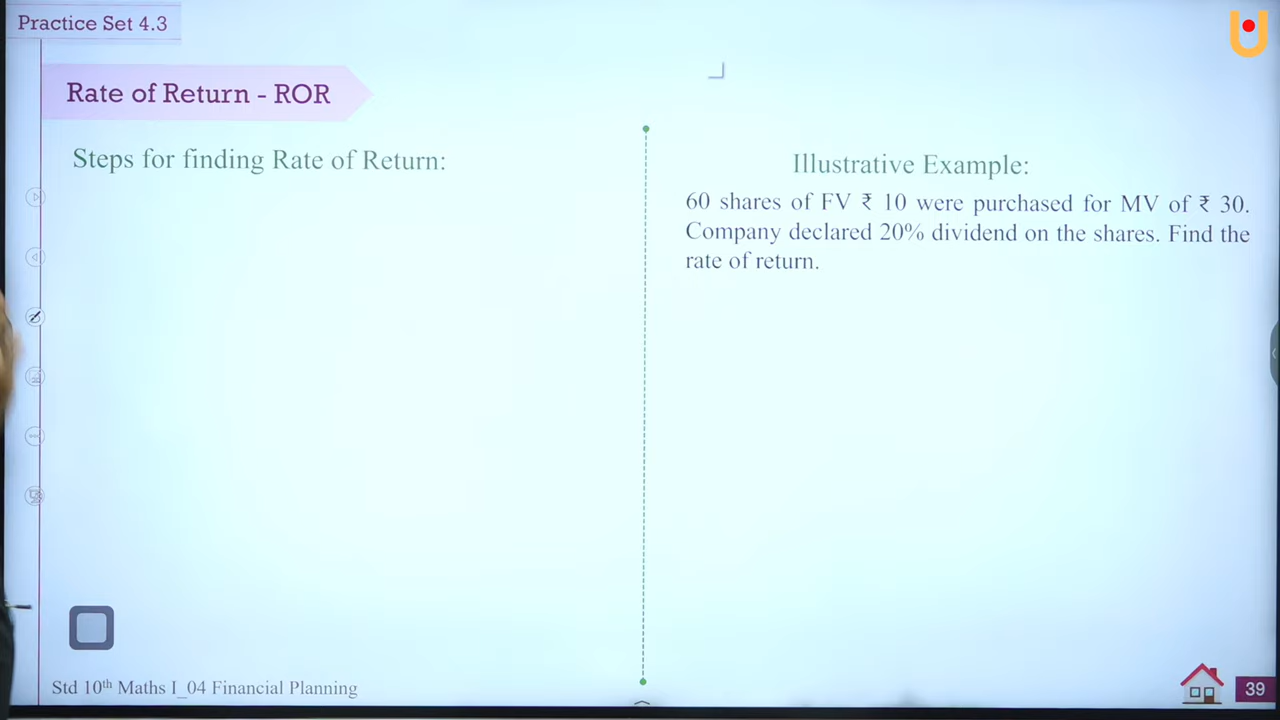 Practice Set 4.3
Rate of Return - ROR
Steps for finding Rate of Return:
Illustrative Example:
60 shares of FV ₹ 10 were purchased for MV of ₹ 30.
Company declared 20% dividend on the shares. Find the
rate of return.
Std 10th Maths I_04 Financial Planning
39